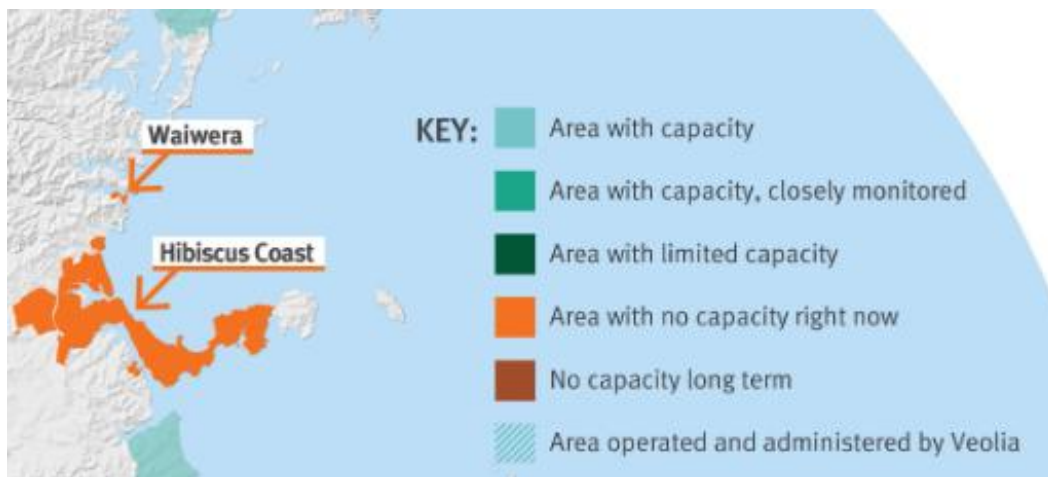 Waiwera
Hibiscus Coast
KEY:
Area with capacity
Area with capacity, closely monitored
Area with limited capacity
Area with no capacity right now
No capacity long term
Area operated and administered by Veolia